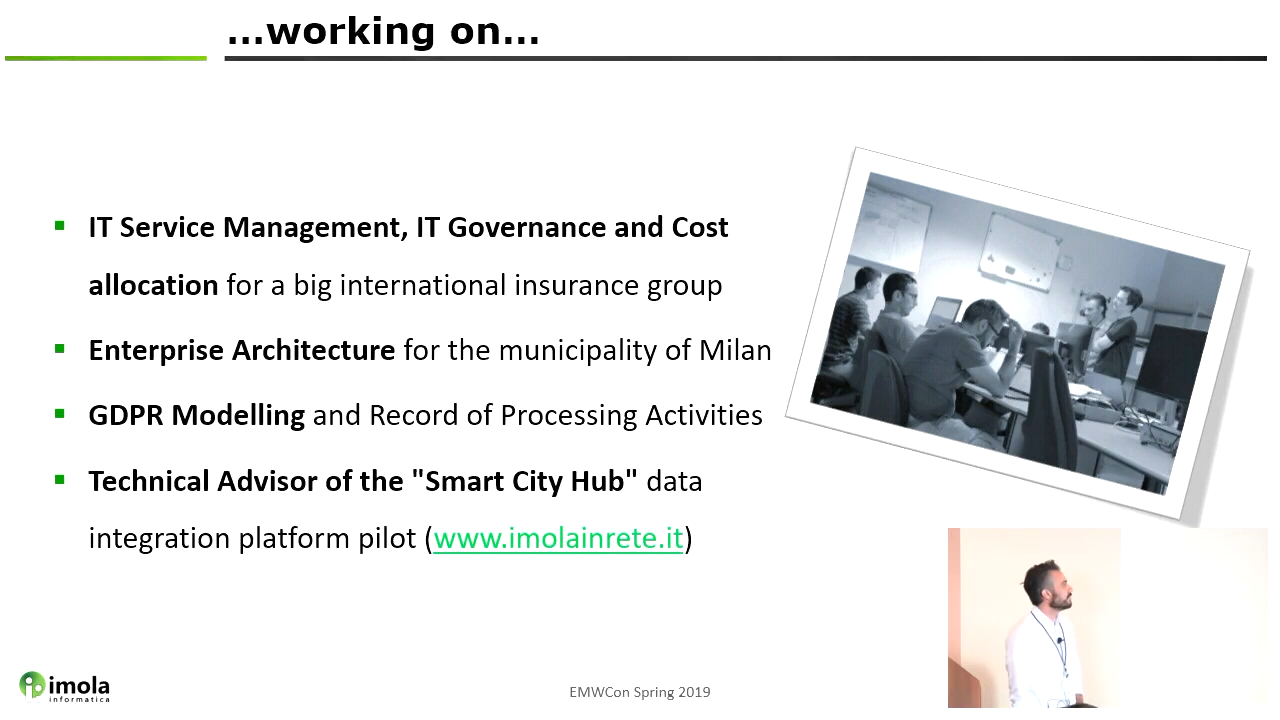 ...working on...
▪ IT Service Management, IT Governance and Cost
allocation for a big international insurance group
▪ Enterprise Architecture for the municipality of Milan
▪ GDPR Modelling and Record of Processing Activities
▪ Technical Advisor of the "Smart City Hub" data
integration platform pilot (www.imolainrete.it)
imola
informatica
EMWCon Spring 2019